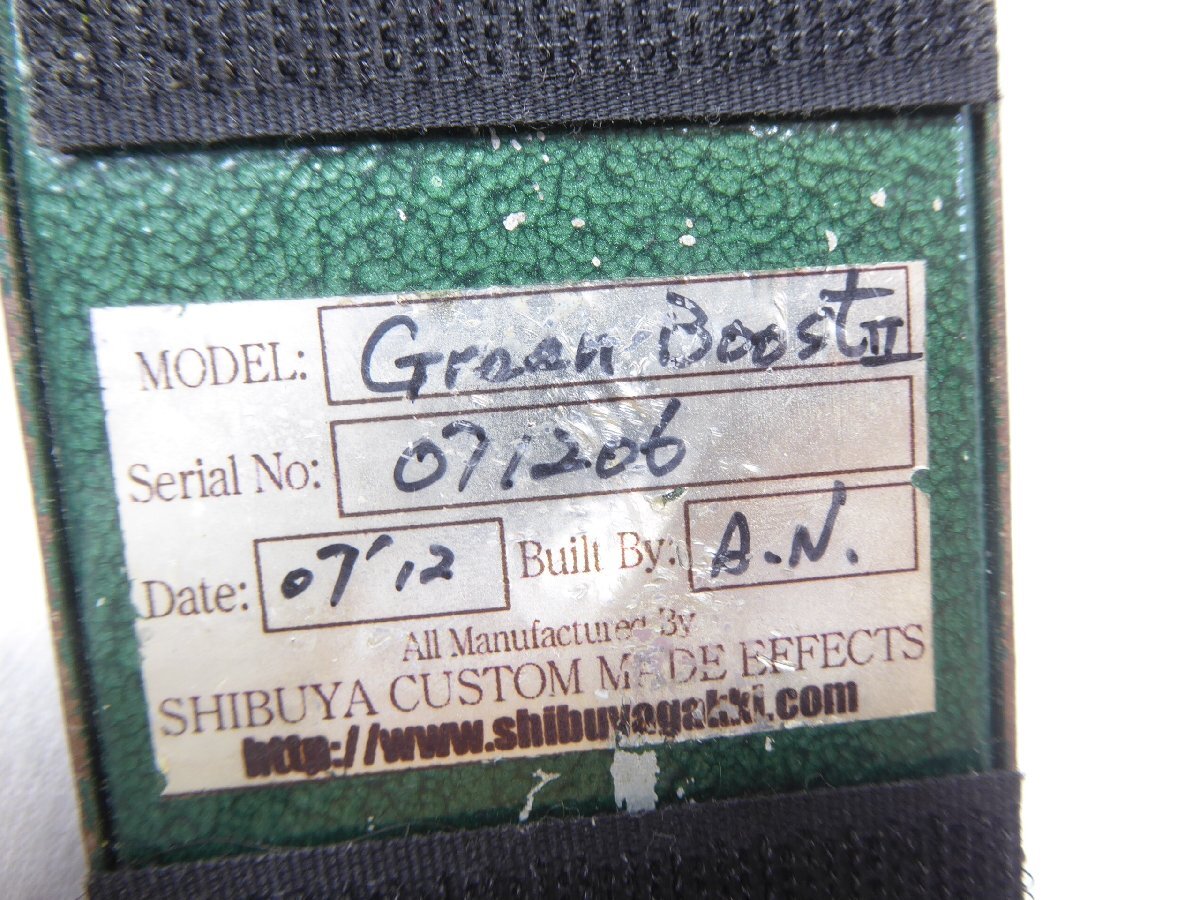 MODEL: Green Boost II
Serial No: 071206
Date: 07'12 Built By: A.N.
All Manufactured By
SHIBUYA CUSTOM MADE EFFECTS
http://www.shibuyagakki.com